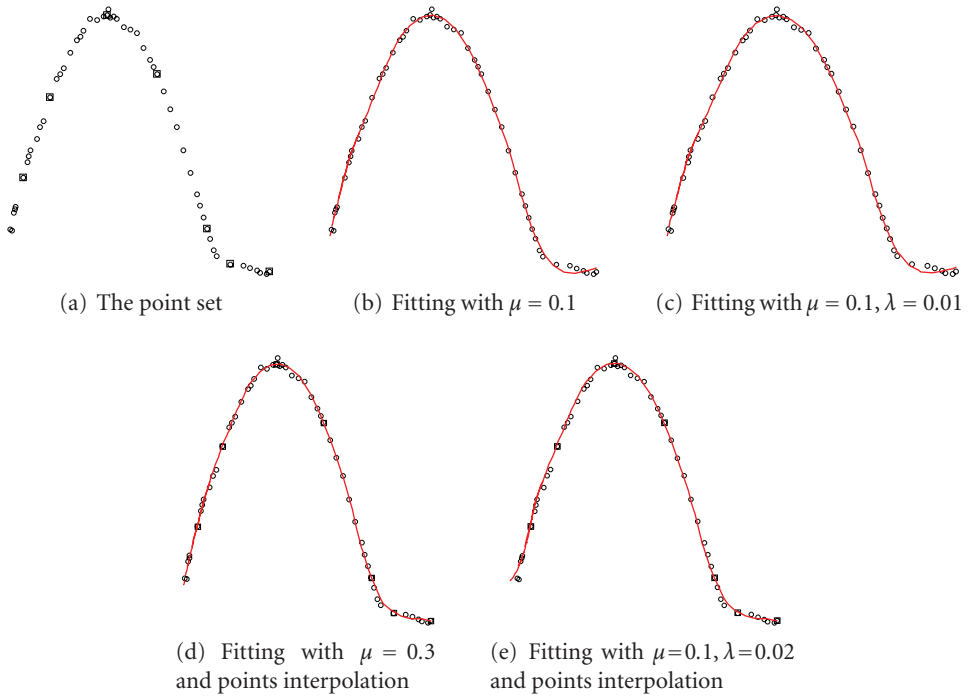 (a) The point set
(b) Fitting with μ = 0.1
(c) Fitting with μ = 0.1, λ = 0.01
(d) Fitting with μ = 0.3
and points interpolation
(e) Fitting with μ=0.1, λ=0.02
and points interpolation